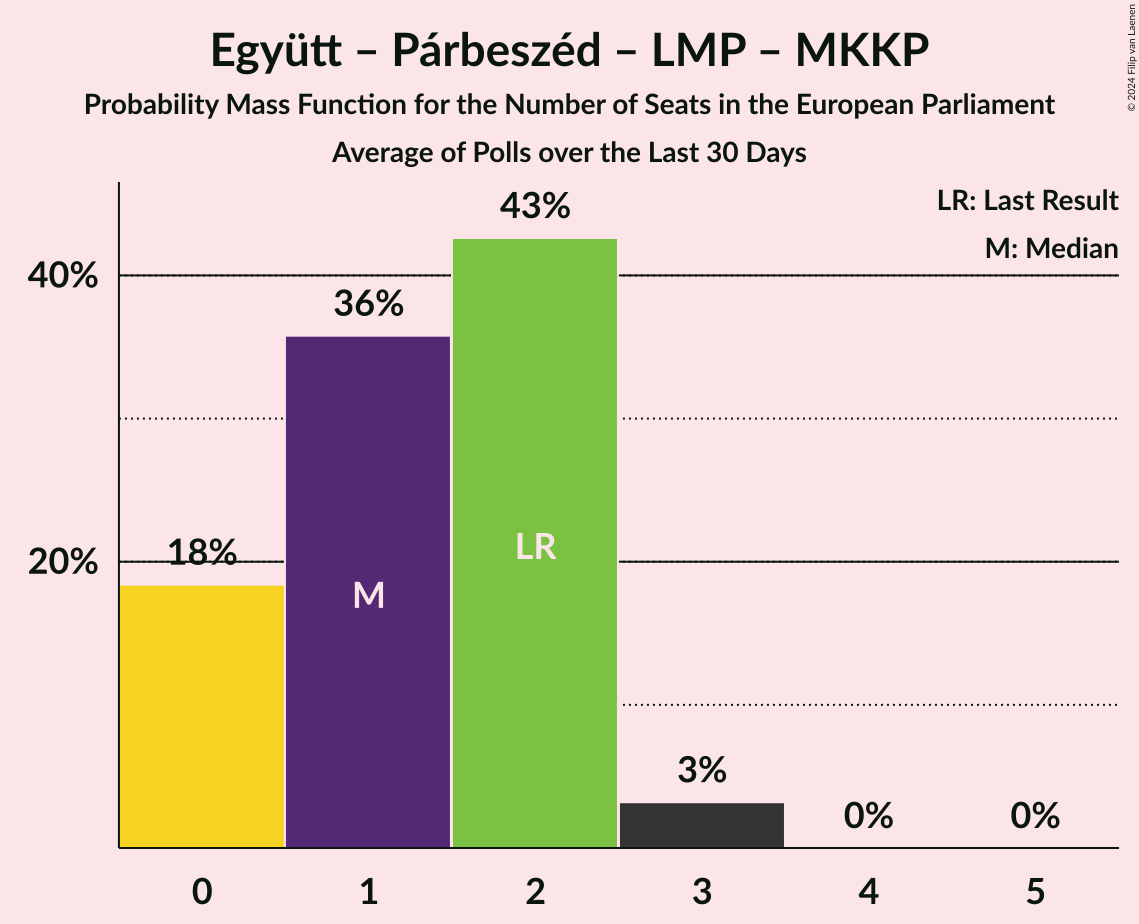 Együtt – Párbeszéd – LMP – MKKP
Probability Mass Function for the Number of Seats in the European Parliament
Average of Polls over the Last 30 Days
© 2024 Filip van Laenen
LR: Last Result
M: Median
43%
40%
36%
18%
20%
LR
M
3%
0%
0%
0 1 2 3 4 5